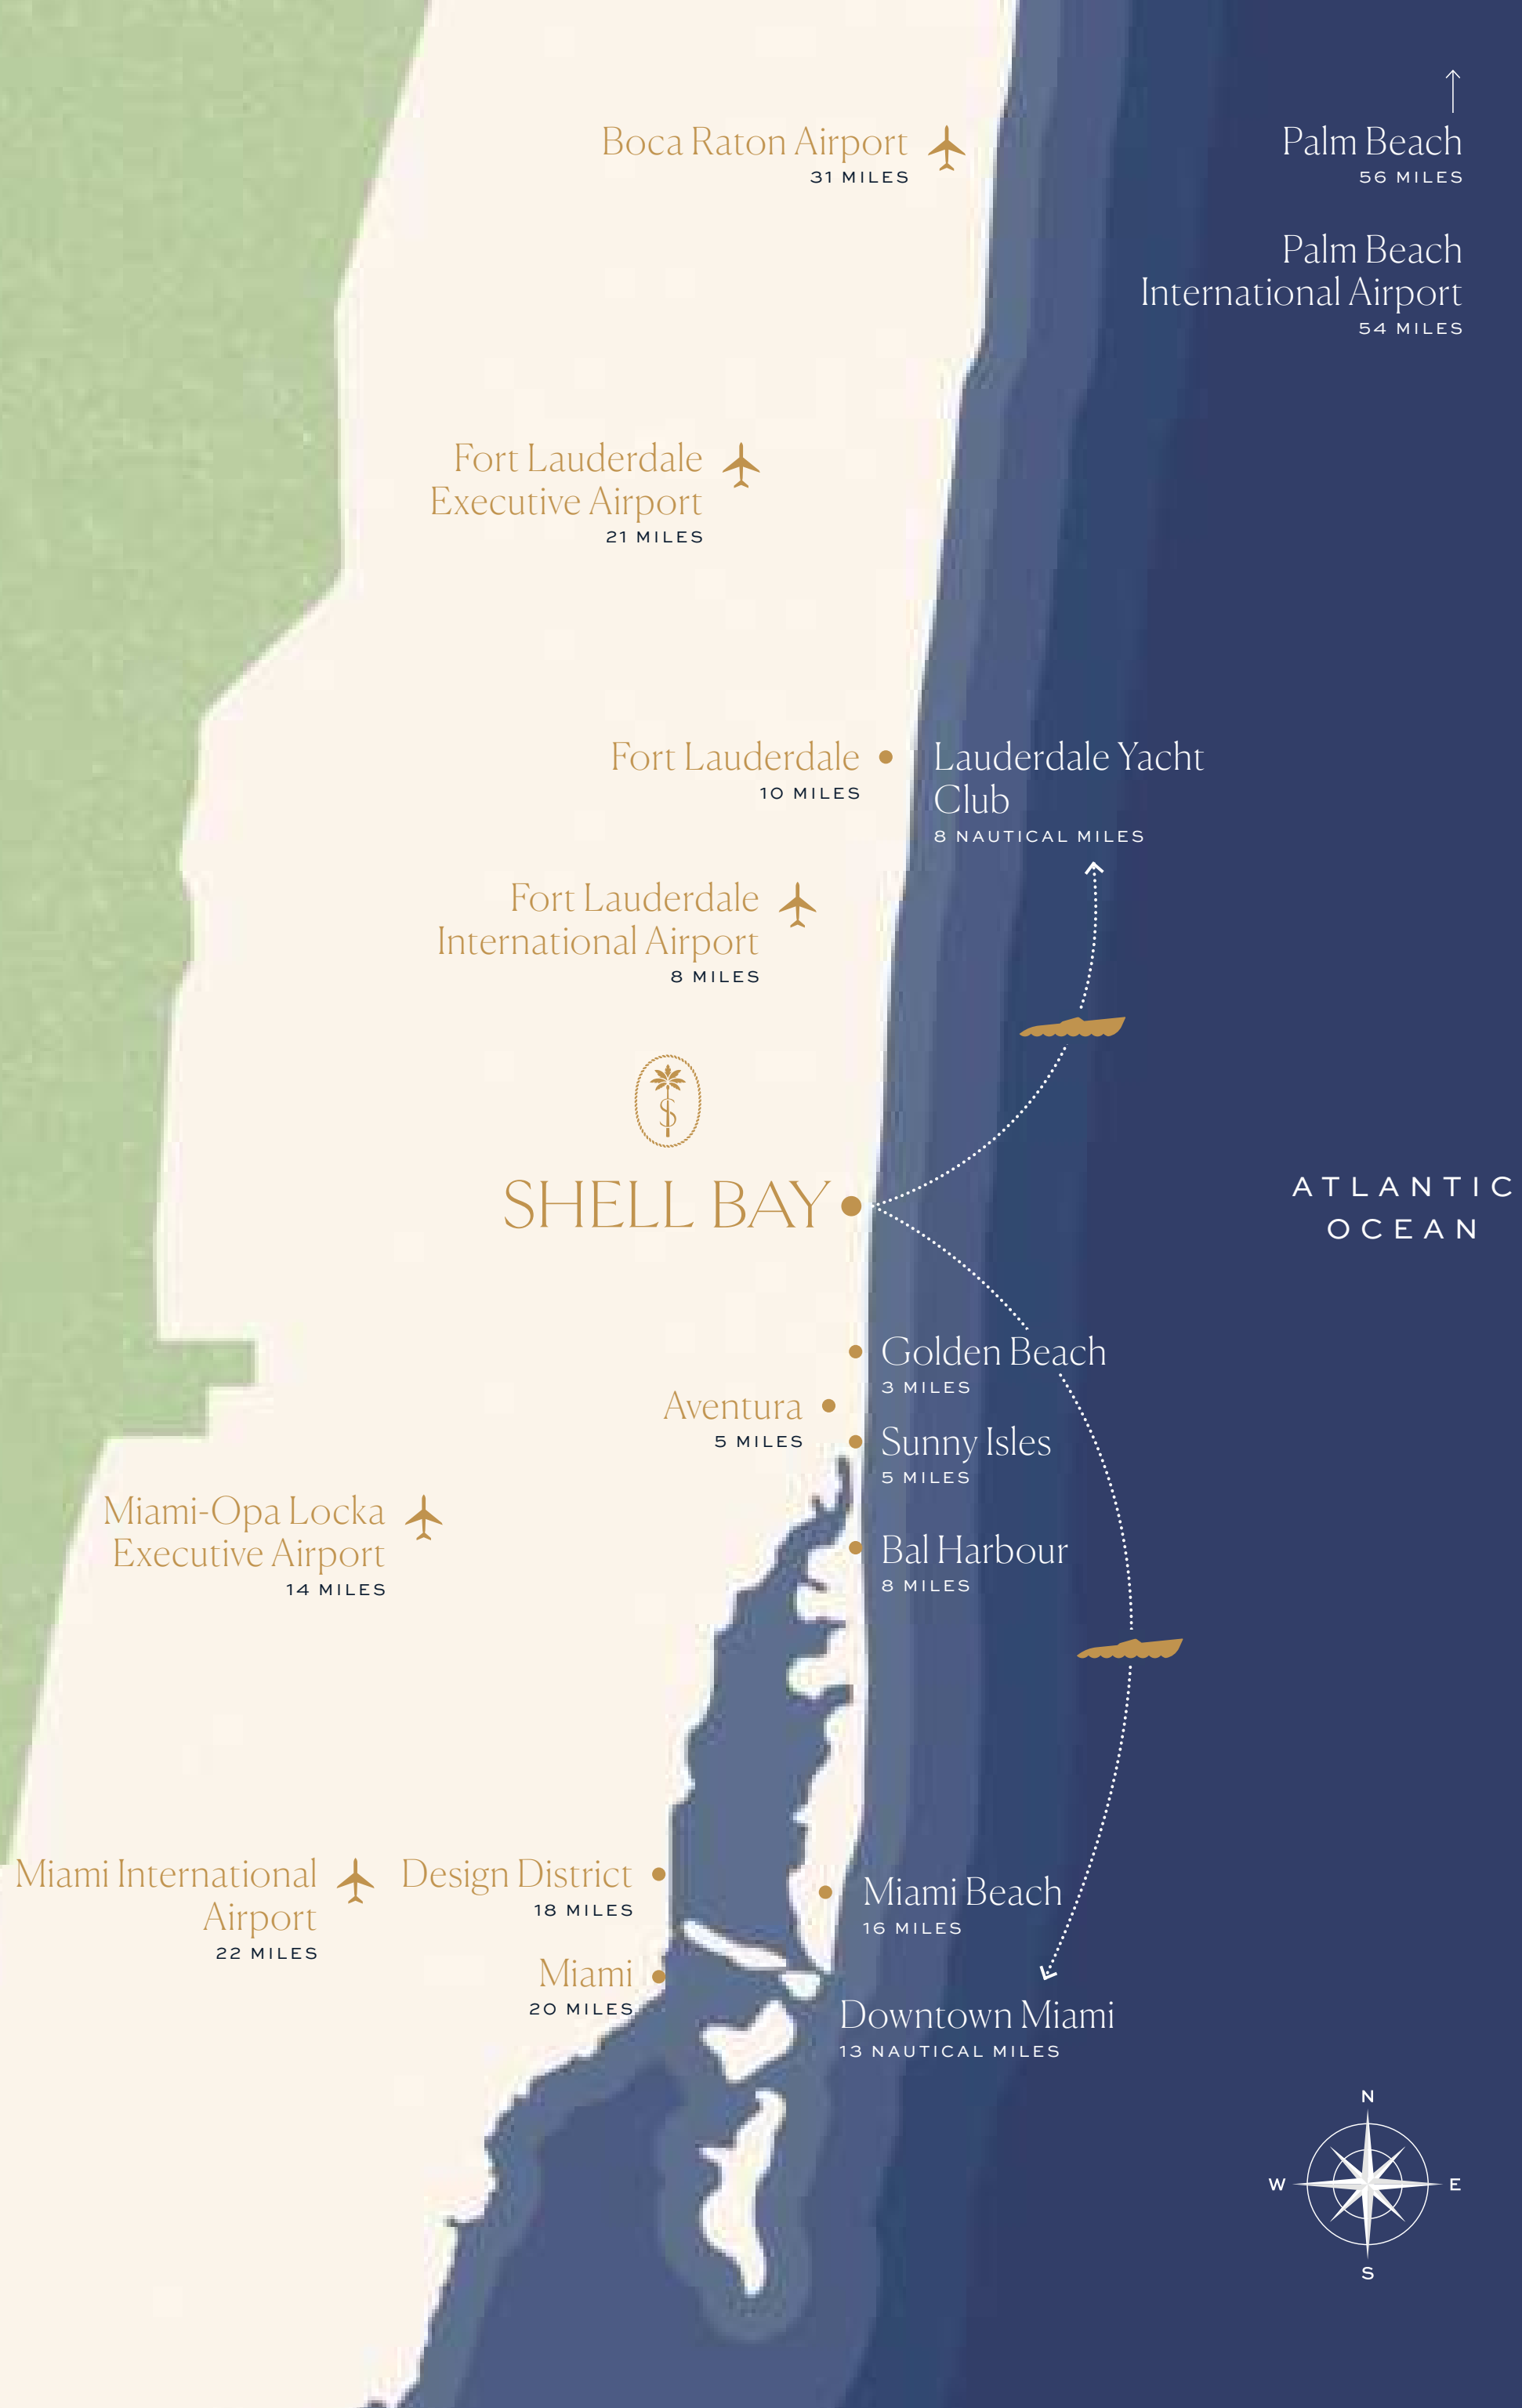 Boca Raton Airport
31 MILES
Palm Beach
56 MILES
Palm Beach
International Airport
54 MILES
Fort Lauderdale
Executive Airport
21 MILES
Fort Lauderdale
10 MILES
Lauderdale Yacht
Club
8 NAUTICAL MILES
Fort Lauderdale
International Airport
8 MILES
S
SHELL BAY
ATLANTIC
OCEAN
Golden Beach
3 MILES
Aventura
5 MILES
Sunny Isles
5 MILES
Miami-Opa Locka
Executive Airport
14 MILES
Bal Harbour
8 MILES
Miami International
Airport
22 MILES
Design District
18 MILES
Miami Beach
16 MILES
Miami
20 MILES
Downtown Miami
13 NAUTICAL MILES
N
W
E
S